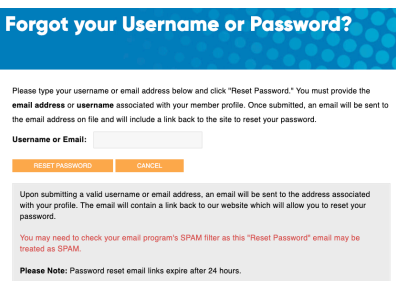 Forgot your Username or Password?
Please type your username or email address below and click "Reset Password." You must provide the
email address or username associated with your member profile. Once submitted, an email will be sent to
the email address on file and will include a link back to the site to reset your password.
Username or Email:
RESET PASSWORD CANCEL
Upon submitting a valid username or email address, an email will be sent to the address associated
with your profile. The email will contain a link back to our website which will allow you to reset your
password.
You may need to check your email program's SPAM filter as this "Reset Password" email may be
treated as SPAM.
Please Note: Password reset email links expire after 24 hours.